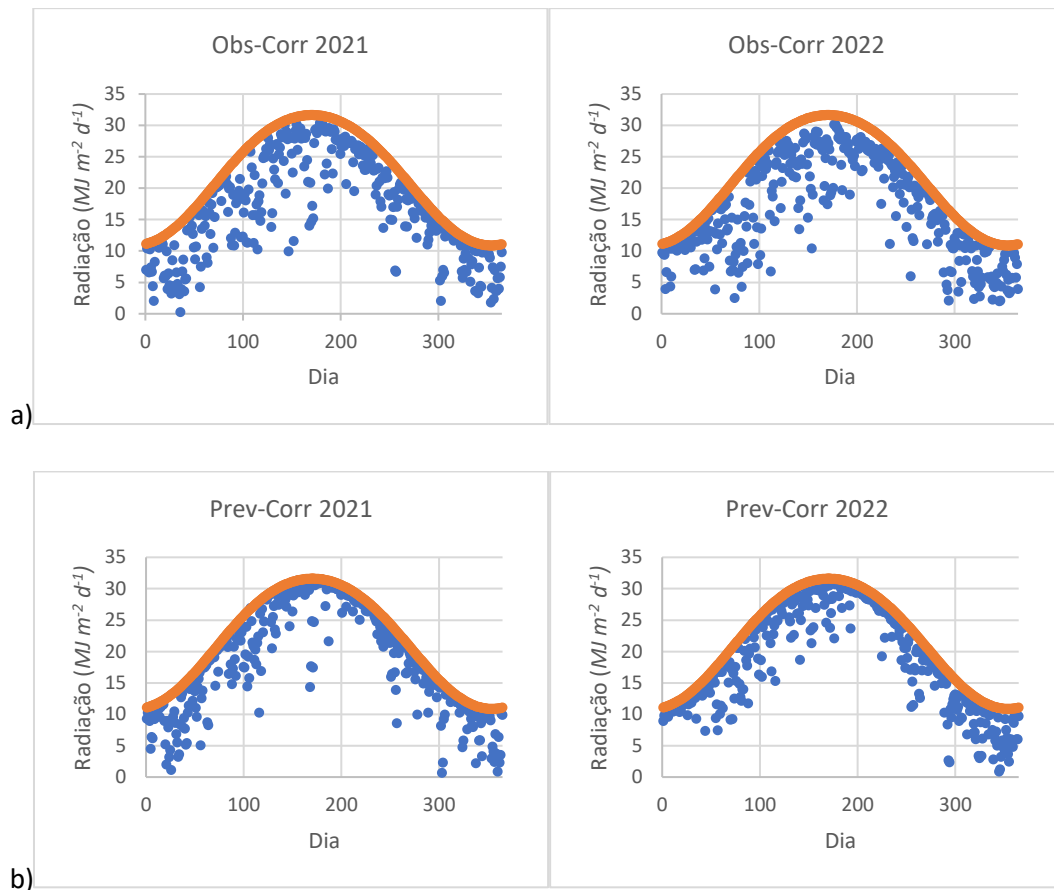 Obs-Corr 2021
Radiação (MJ m-2 d-1)
35
30
25
20
15
10
5
0
0 100 200 300
Dia
Obs-Corr 2022
Radiação (MJ m-2 d-1)
35
30
25
20
15
10
5
0
0 100 200 300
Dia
a)
Prev-Corr 2021
Radiação (MJ m-2 d-1)
35
30
25
20
15
10
5
0
0 100 200 300
Dia
Prev-Corr 2022
Radiação (MJ m-2 d-1)
35
30
25
20
15
10
5
0
0 100 200 300
Dia
b)